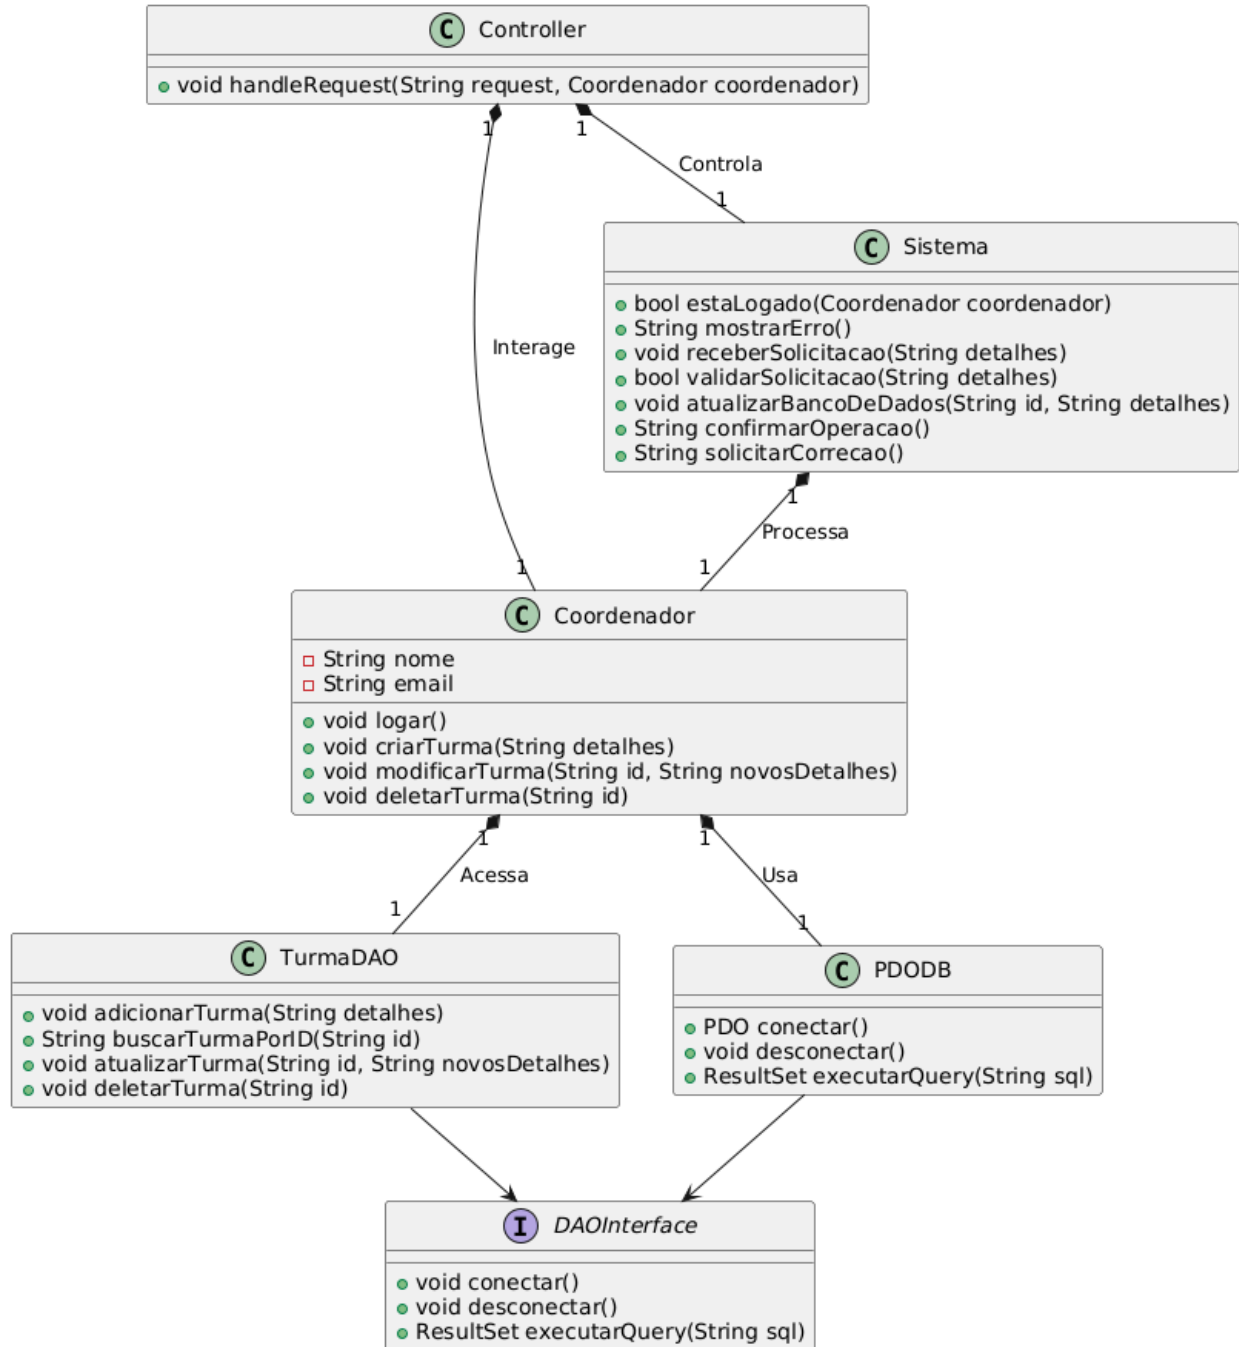 C Controller
void handleRequest(String request, Coordenador coordenador)
1 1
Controla
1
C Sistema
bool estaLogado(Coordenador coordenador)
String mostrarErro()
void receberSolicitacao(String detalhes)
bool validarSolicitacao(String detalhes)
void atualizarBancoDeDados(String id, String detalhes)
String confirmarOperacao()
String solicitarCorrecao()
Interage
1
Processa
1 1
C Coordenador
String nome
String email
void logar()
void criarTurma(String detalhes)
void modificarTurma(String id, String novosDetalhes)
void deletarTurma(String id)
1 1
Acessa Usa
1 1
C TurmaDAO
void adicionarTurma(String detalhes)
String buscarTurmaPorID(String id)
void atualizarTurma(String id, String novosDetalhes)
void deletarTurma(String id)
C PDODB
PDO conectar()
void desconectar()
ResultSet executarQuery(String sql)
I DAOInterface
void conectar()
void desconectar()
ResultSet executarQuery(String sql)